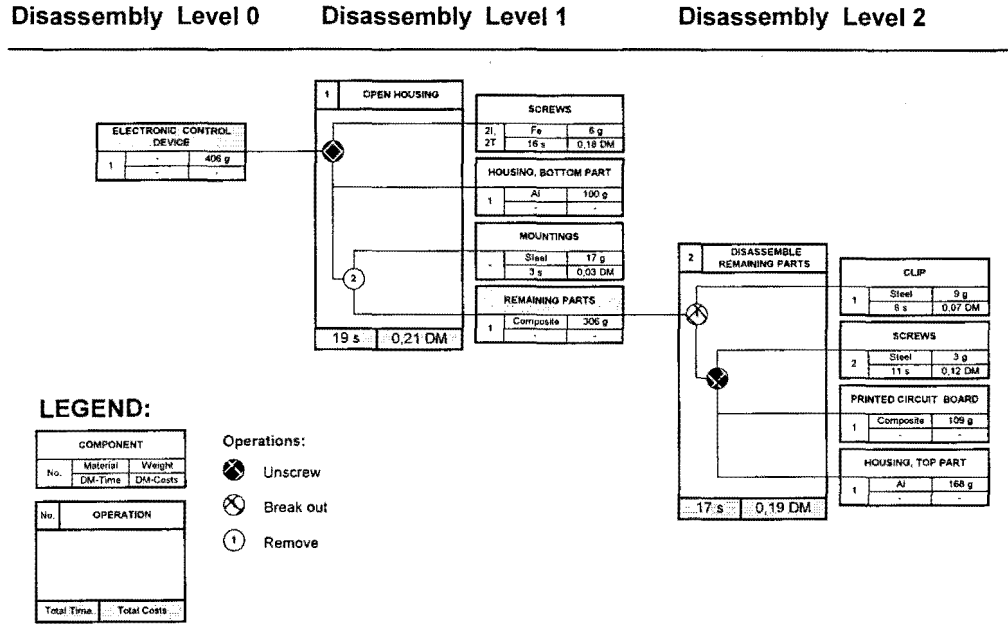 Disassembly Level 0 Disassembly Level 1 Disassembly Level 2
ELECTRONIC CONTROL
DEVICE
1 - 406 g
- -
1 OPEN HOUSING
2
19 s 0,21 DM
SCREWS
2I, Fe 6 g
2T 16 s 0,18 DM
HOUSING, BOTTOM PART
1 Al 100 g
- -
MOUNTINGS
- Steel 17 g
3 s 0,03 DM
REMAINING PARTS
1 Composite 306 g
- -
2 DISASSEMBLE
REMAINING PARTS
1
17 s 0,19 DM
CLIP
1 Steel 9 g
6 s 0,07 DM
SCREWS
2 Steel 3 g
11 s 0,12 DM
PRINTED CIRCUIT BOARD
1 Composite 109 g
- -
HOUSING, TOP PART
1 Al 168 g
- -
LEGEND:
COMPONENT
No. Material Weight
DM-Time DM-Costs
No. OPERATION
Total Time Total Costs
Operations:
Unscrew
Break out
1 Remove